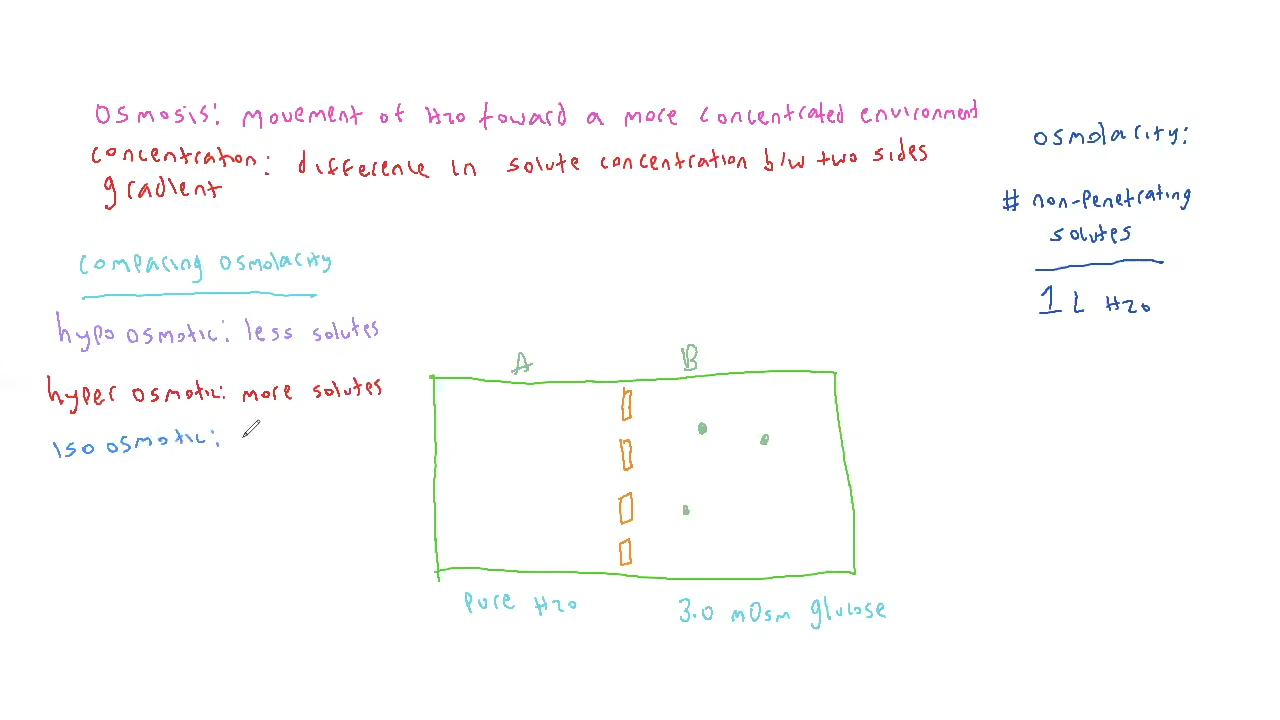 osmosis: movement of H2O toward a more concentrated environment
concentration: difference in solute concentration b/w two sides
gradient
osmolarity:
# non-penetrating
solutes
1 L H2O
comparing osmolarity
hypo osmotic: less solutes
hyper osmotic: more solutes
iso osmotic:
A B
pure H2O 3.0 mOsm glucose